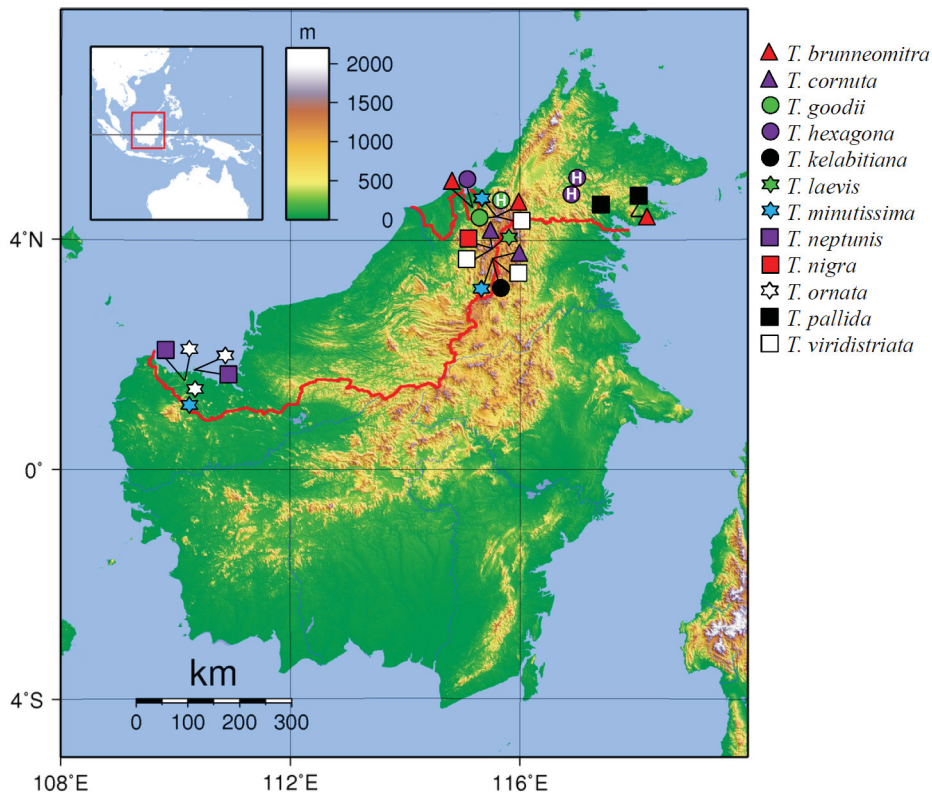 m
2000
1500
1000
500
0
T. brunneomitra
T. cornuta
T. goodii
T. hexagona
T. kelabitiana
T. laevis
T. minutissima
T. neptunis
T. nigra
T. ornata
T. pallida
T. viridistriata
H
H
H
4°N
0°
4°S
km
0 100 200 300
108°E 112°E 116°E